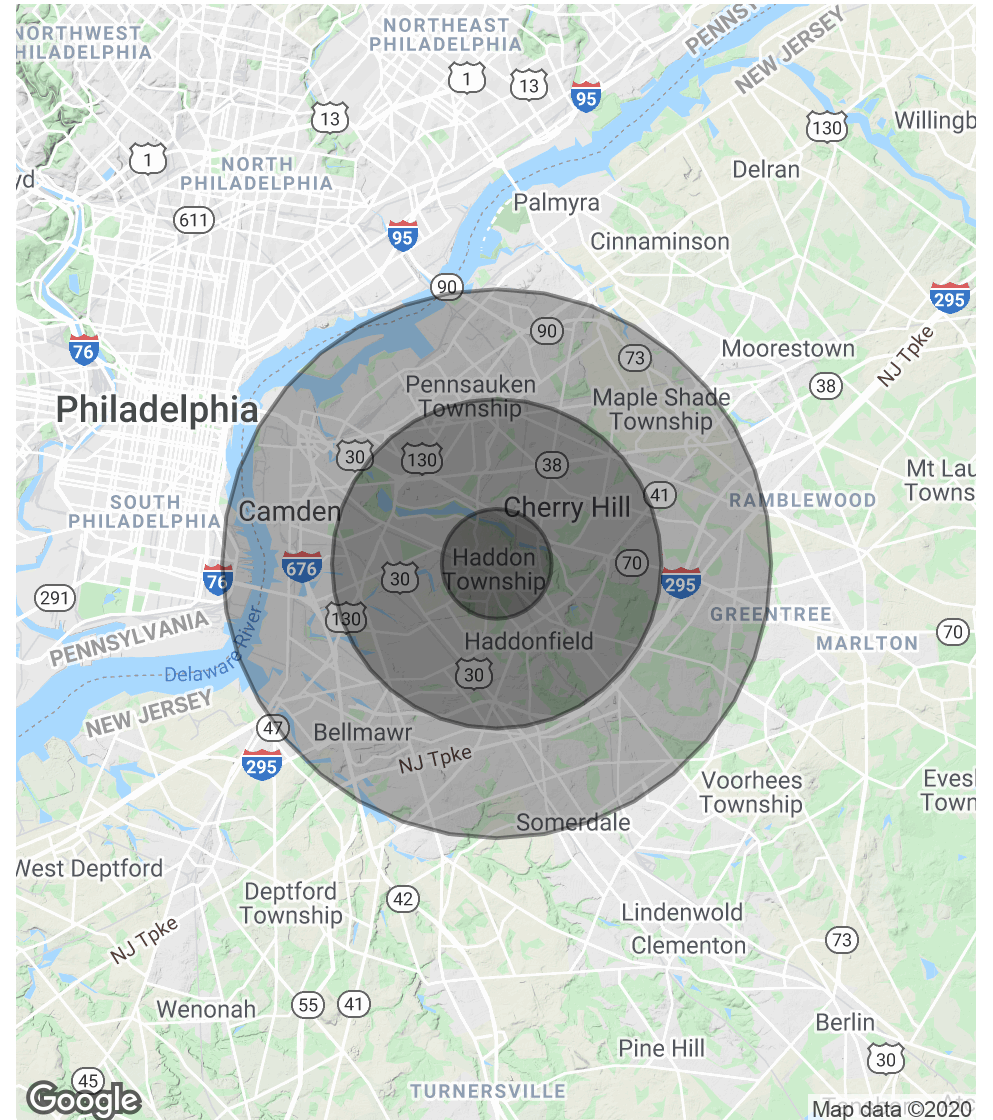 NORTHWEST
PHILADELPHIA
NORTHEAST
PHILADELPHIA
PENNST
NEW JERSEY
1
13
95
13
130
Willingb
1
NORTH
PHILADELPHIA
Delran
yd
611
Palmyra
95
Cinnaminson
90
295
90
76
73
Moorestown
NJ Tpke
Pennsauken
Township
38
Maple Shade
Township
Philadelphia
30
130
38
Mt Lau
Towns
41
RAMBLEWOOD
SOUTH
PHILADELPHIA
Camden
Cherry Hill
Haddon
Township
70
676
30
76
295
291
130
GREENTREE
PENNSYLVANIA
Haddonfield
MARLTON
70
Delaware River
30
NEW JERSEY
47
Bellmawr
NJ Tpke
295
Voorhees
Township
Evesl
Town
Somerdale
West Deptford
Deptford
Township
42
Lindenwold
NJ Tpke
Clementon
73
Wenonah
55
41
Berlin
Pine Hill
30
45
TURNERSVILLE
Google
Map data ©2020